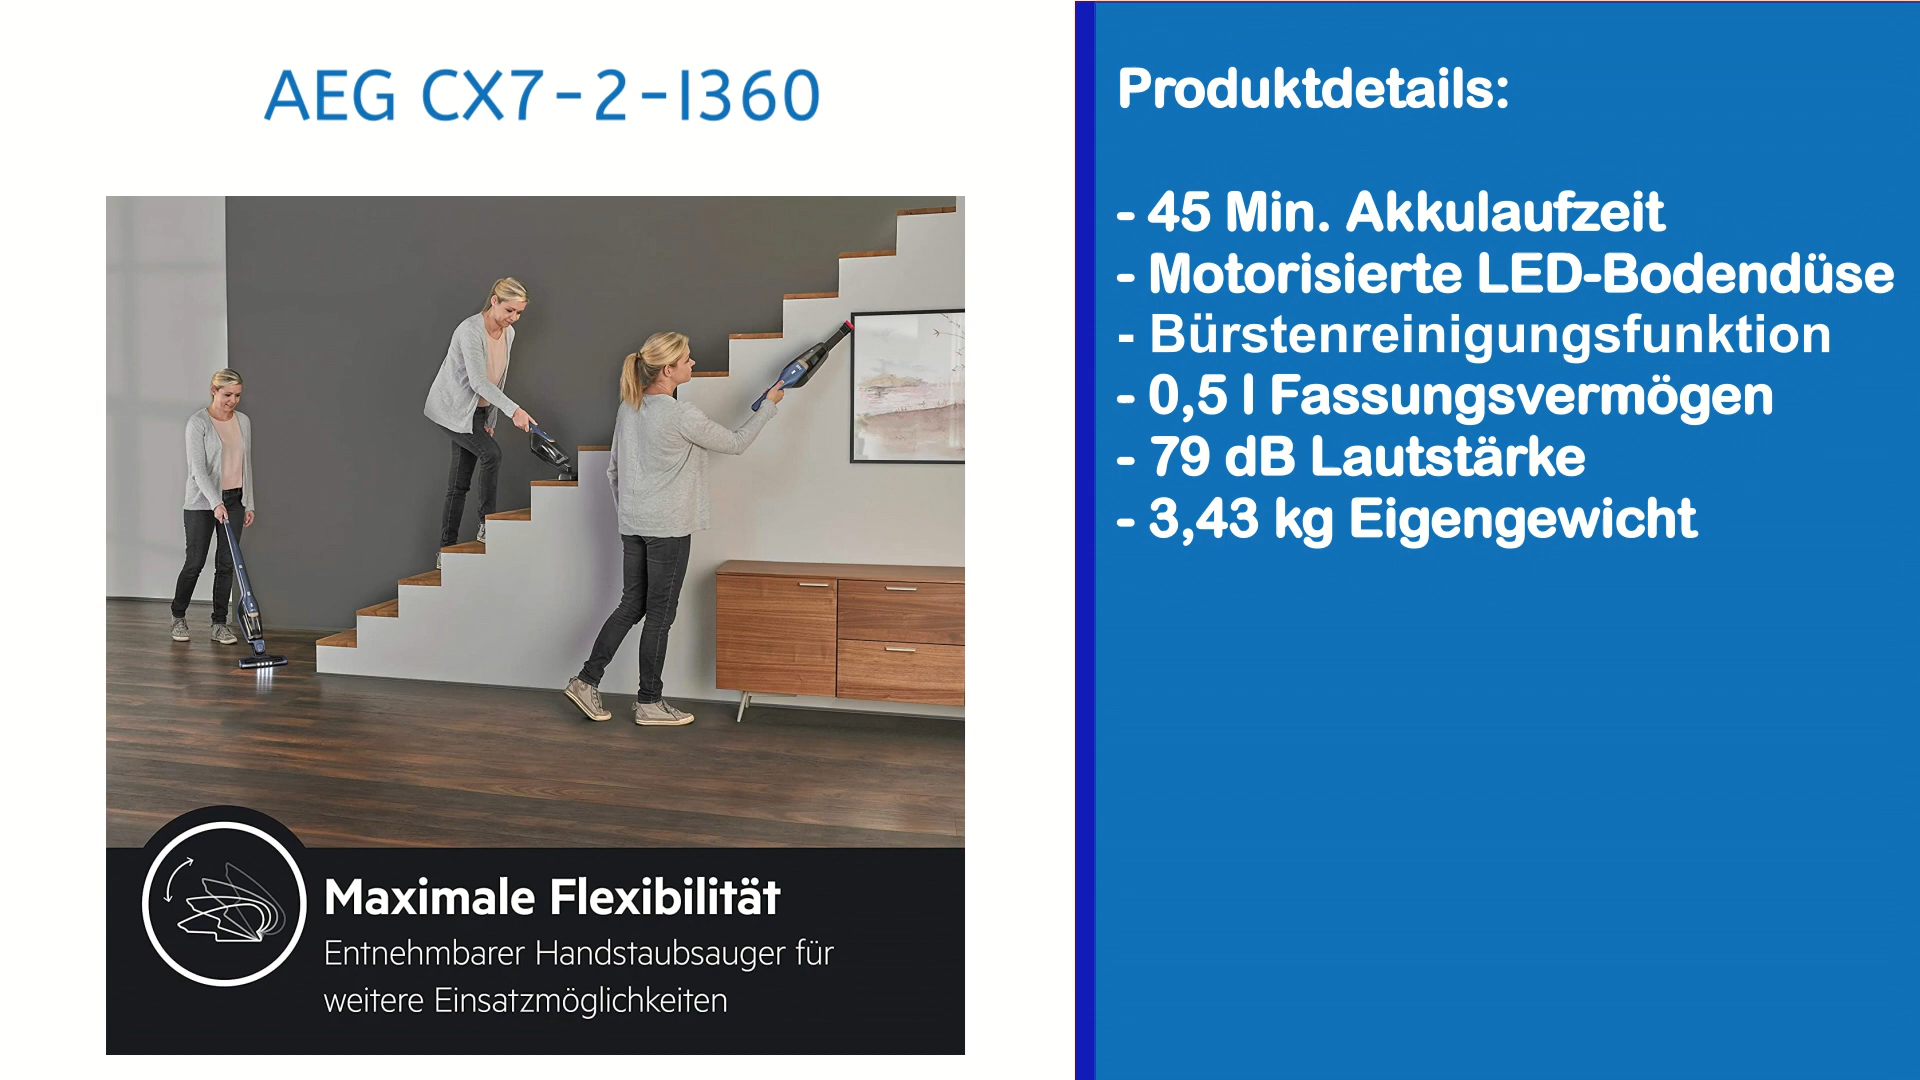 AEG CX7-2-I360
Maximale Flexibilität
Entnehmbarer Handstaubsauger für
weitere Einsatzmöglichkeiten
Produktdetails:
- 45 Min. Akkulaufzeit
- Motorisierte LED-Bodendüse
- Bürstenreinigungsfunktion
- 0,5 l Fassungsvermögen
- 79 dB Lautstärke
- 3,43 kg Eigengewicht